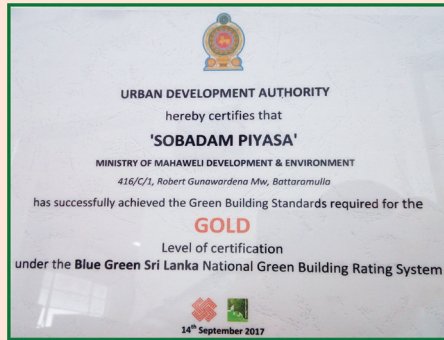 URBAN DEVELOPMENT AUTHORITY
hereby certifies that
'SOBADAM PIYASA'
MINISTRY OF MAHAWELI DEVELOPMENT & ENVIRONMENT
416/C/1, Robert Gunawardena Mw, Battaramulla
has successfully achieved the Green Building Standards required for the
GOLD
Level of certification
under the Blue Green Sri Lanka National Green Building Rating System
14th September 2017